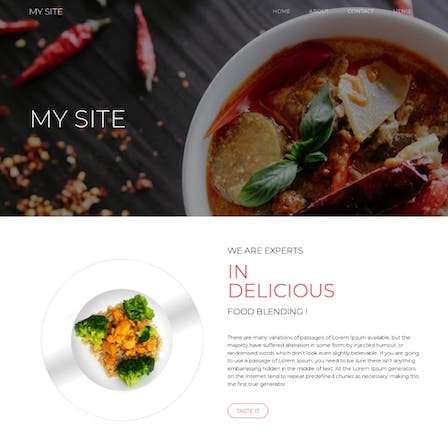 MY SITE
HOME ABOUT CONTACT MENU
MY SITE
WE ARE EXPERTS
IN
DELICIOUS
FOOD BLENDING !
There are many variations of passages of Lorem Ipsum available, but the
majority have suffered alteration in some form, by injected humour, or
randomised words which don't look even slightly believable. If you are going
to use a passage of Lorem Ipsum, you need to be sure there isn't anything
embarrassing hidden in the middle of text. All the Lorem Ipsum generators
on the Internet tend to repeat predefined chunks as necessary, making this
the first true generator
TASTE IT